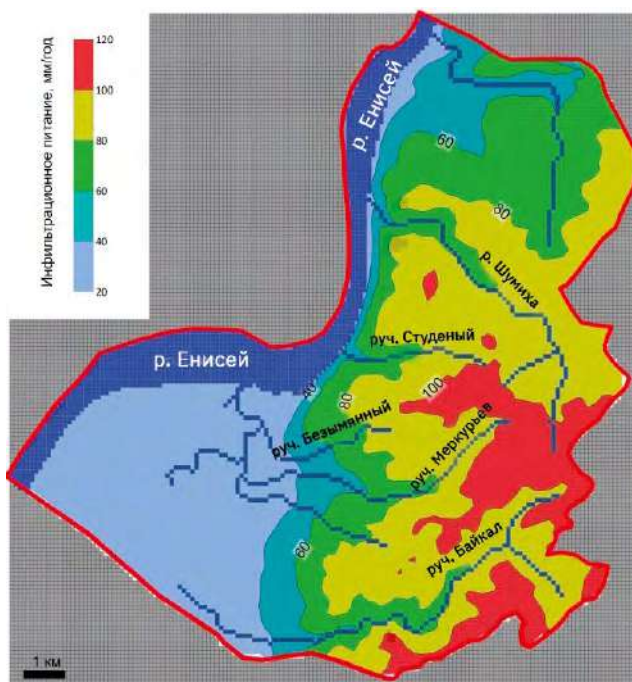 Инфильтрационное питание, мм/год
120
100
80
60
40
20
р. Енисей
60
80
р. Шумиха
руч. Студеный
р. Енисей
40
80
100
руч. Безымянный
руч. Меркурьев
60
руч. Байкал
1 км